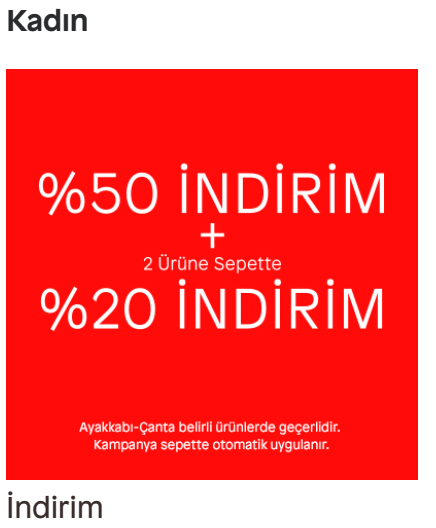 Kadın
%50 İNDİRİM
+
2 Ürüne Sepette
%20 İNDİRİM
Ayakkabı-Çanta belirli ürünlerde geçerlidir.
Kampanya sepette otomatik uygulanır.
İndirim